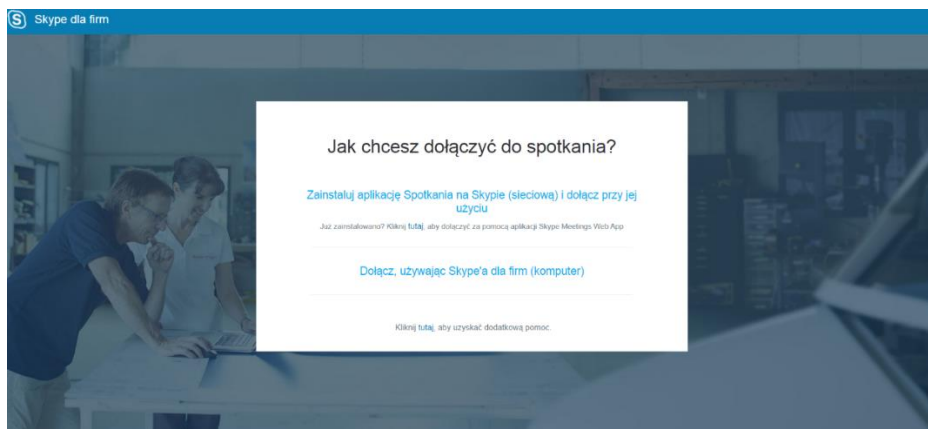 Skype dla firm
Jak chcesz dołączyć do spotkania?
Zainstaluj aplikację Spotkania na Skypie (sieciową) i dołącz przy jej
użyciu
Już zainstalowano? Kliknij tutaj, aby dołączyć za pomocą aplikacji Skype Meetings Web App
Dołącz, używając Skype'a dla firm (komputer)
Kliknij tutaj, aby uzyskać dodatkową pomoc.